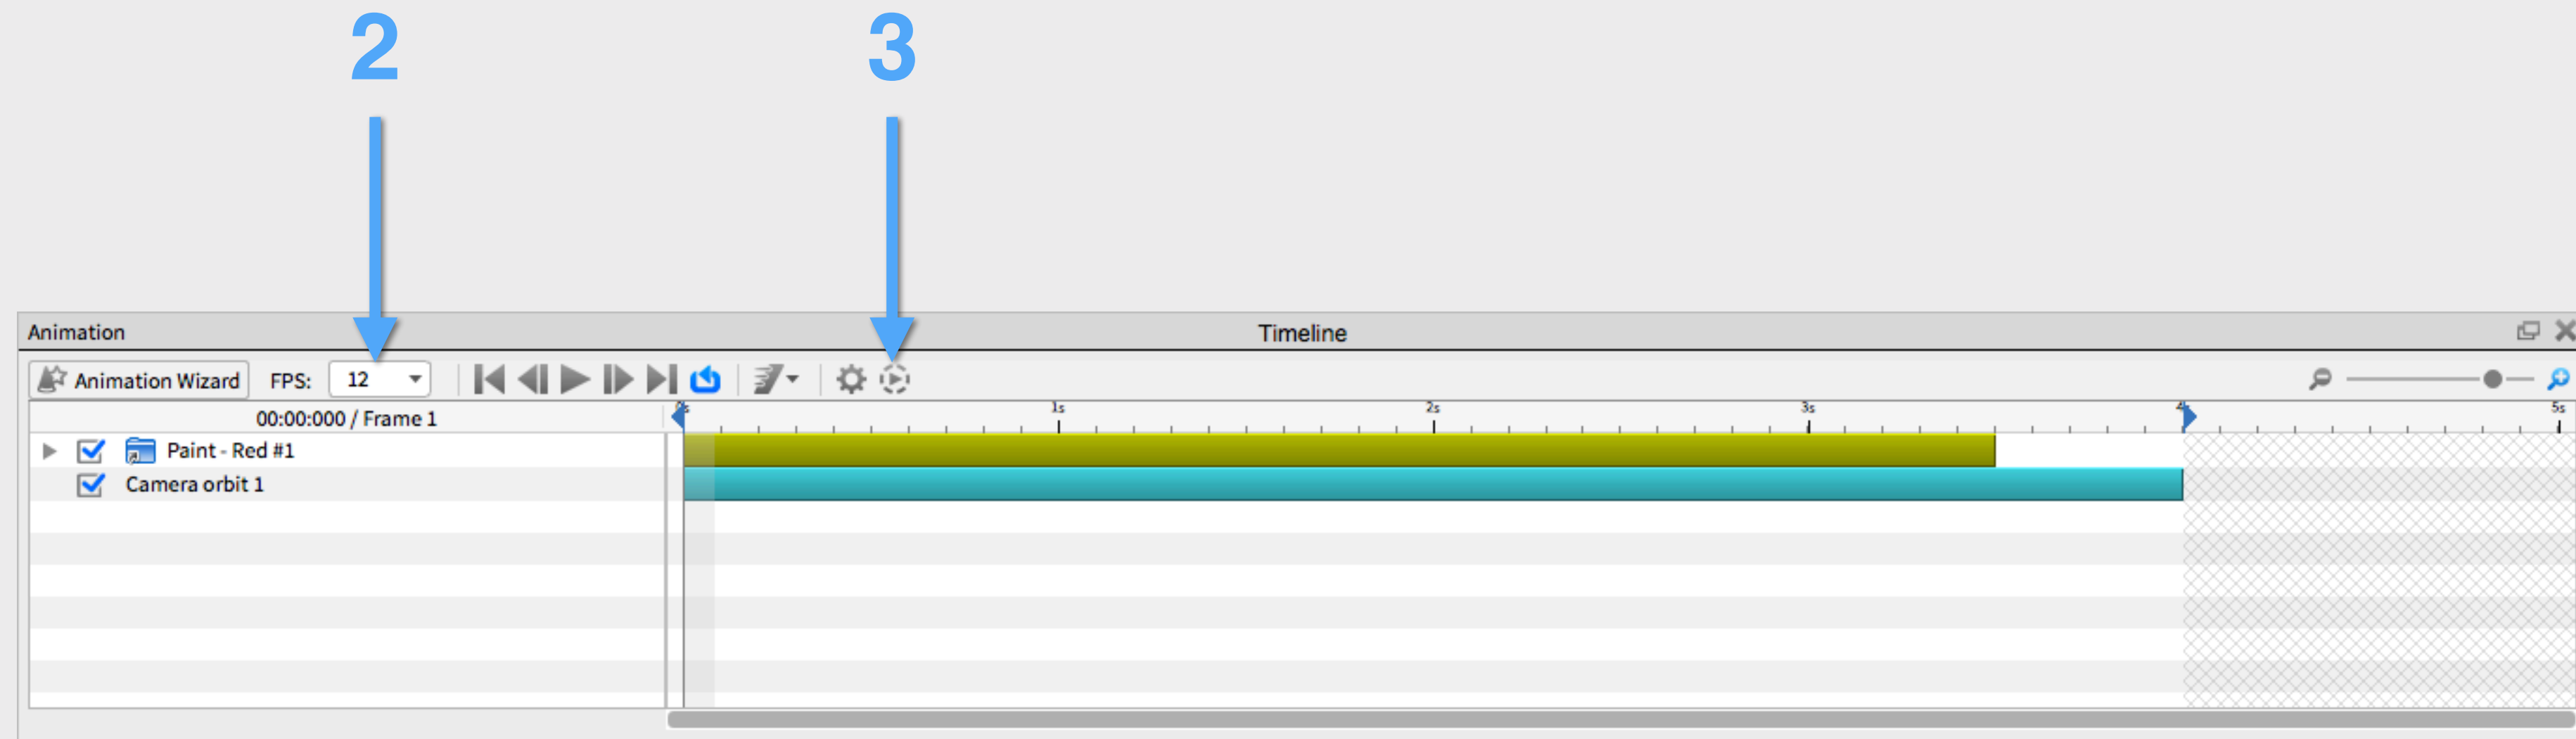 2 3
Animation Timeline
Animation Wizard FPS: 12
00:00:000 / Frame 1 1s 2s 3s 5s
Paint - Red #1
Camera orbit 1